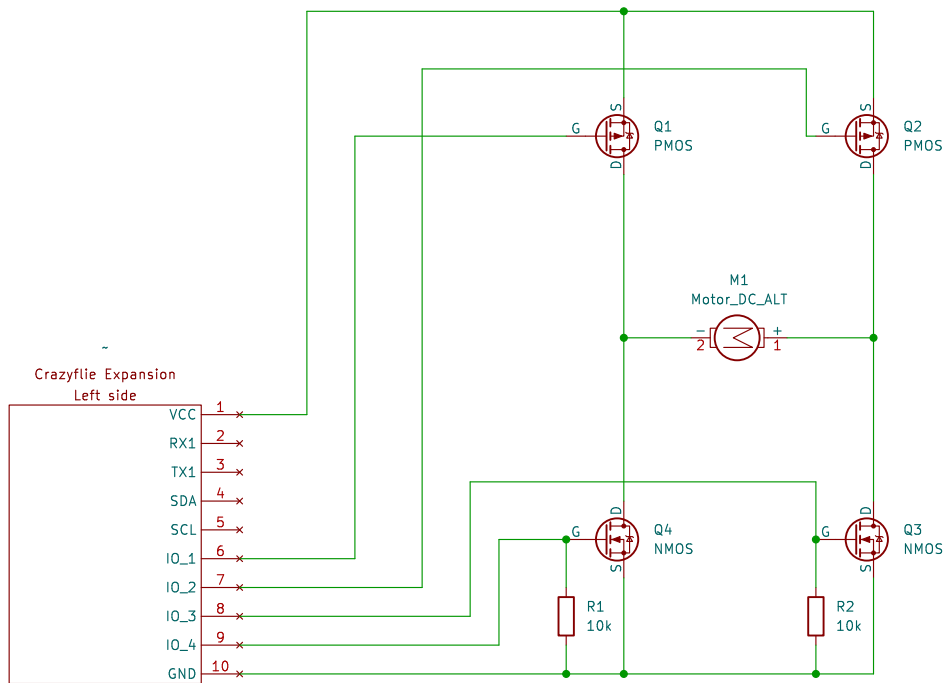 S
G
Q1
PMOS
D
S
G
Q2
PMOS
D
M1
Motor_DC_ALT
-
+
2
1
~
Crazyflie Expansion
Left side
VCC 1
RX1 2
TX1 3
SDA 4
SCL 5
IO_1 6
IO_2 7
IO_3 8
IO_4 9
GND 10
D
G
Q4
NMOS
S
D
G
Q3
NMOS
S
R1
10k
R2
10k